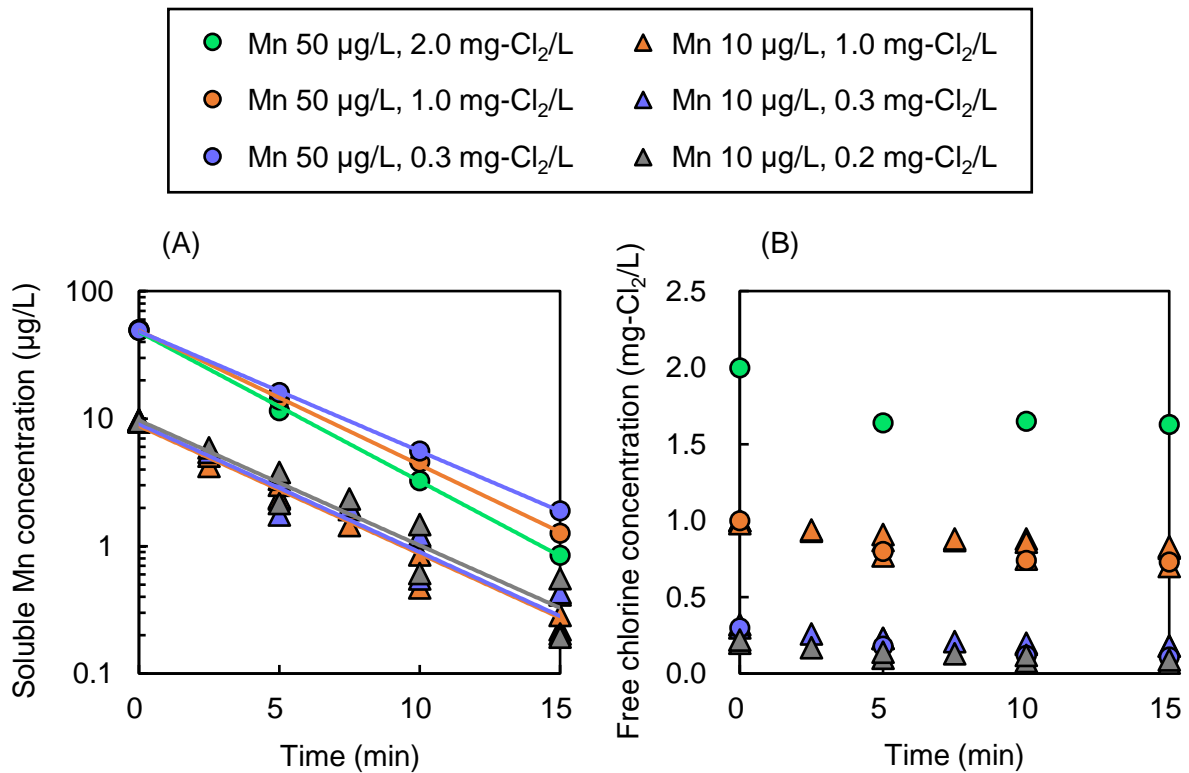 Mn 50 µg/L, 2.0 mg-Cl₂/L
Mn 10 µg/L, 1.0 mg-Cl₂/L
Mn 50 µg/L, 1.0 mg-Cl₂/L
Mn 10 µg/L, 0.3 mg-Cl₂/L
Mn 50 µg/L, 0.3 mg-Cl₂/L
Mn 10 µg/L, 0.2 mg-Cl₂/L
(A)
Soluble Mn concentration (µg/L)
100
10
1
0.1
0
5
10
15
Time (min)
(B)
Free chlorine concentration (mg-Cl₂/L)
2.5
2.0
1.5
1.0
0.5
0.0
0
5
10
15
Time (min)